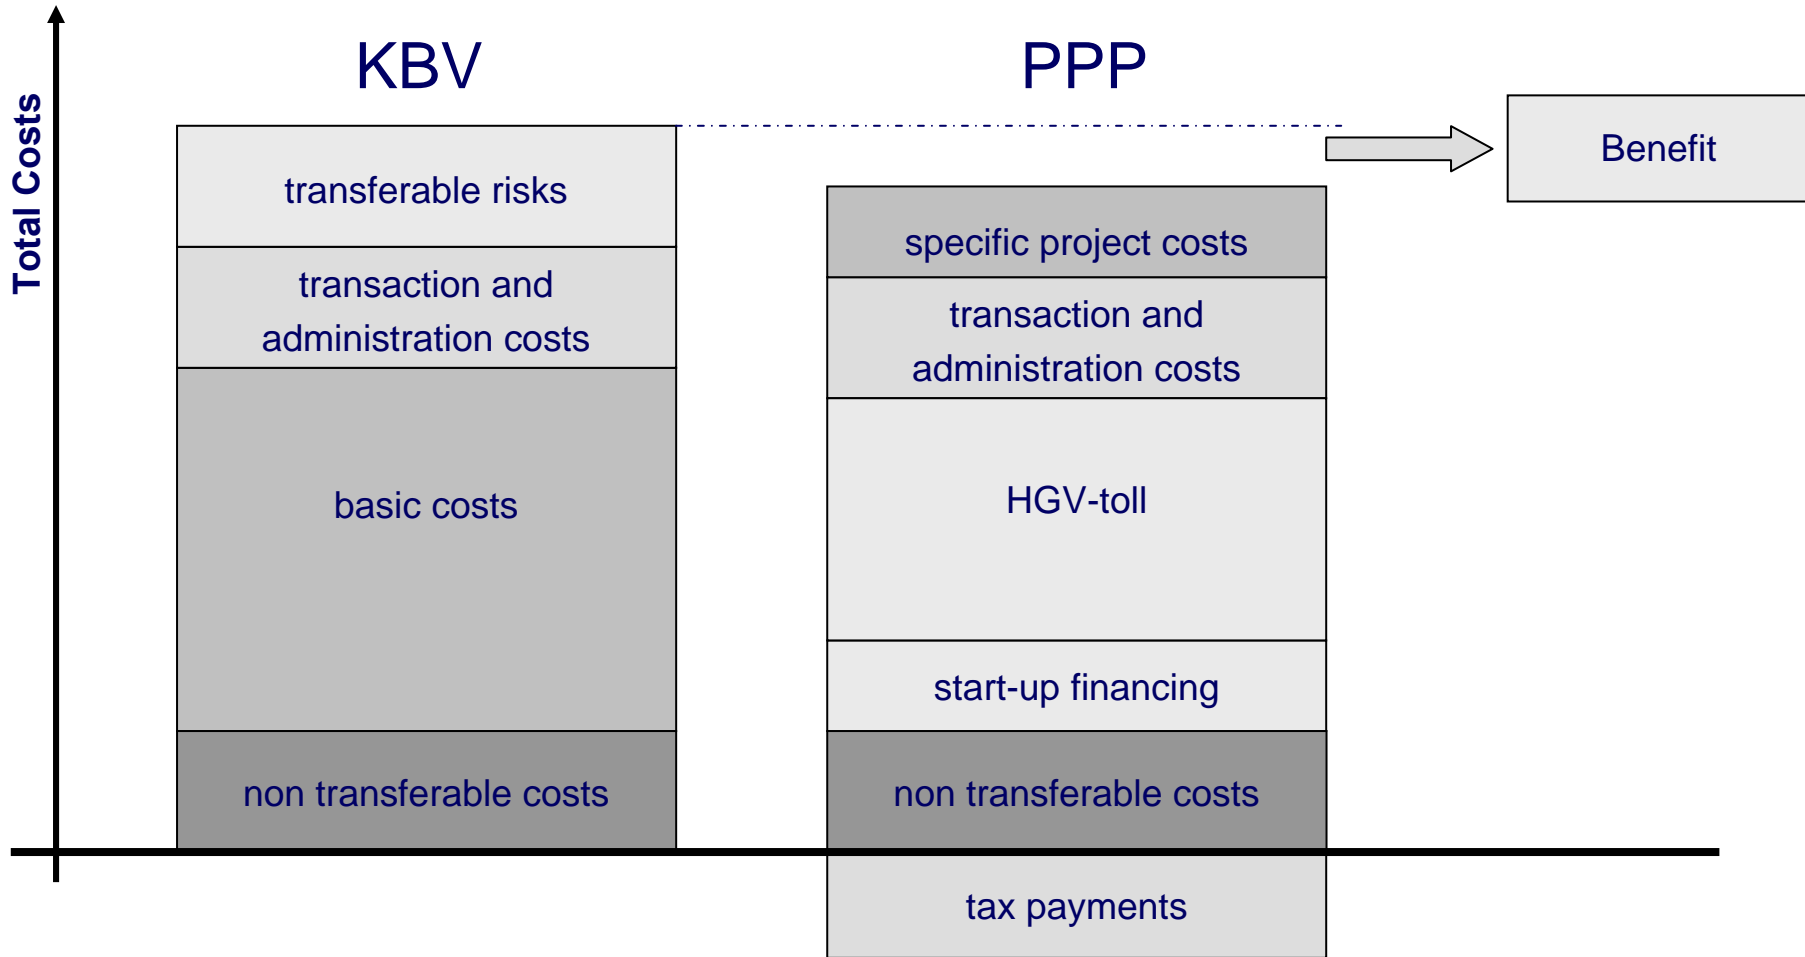 Total Costs
KBV
PPP
Benefit
transferable risks
transaction and
administration costs
basic costs
non transferable costs
specific project costs
transaction and
administration costs
HGV-toll
start-up financing
non transferable costs
tax payments